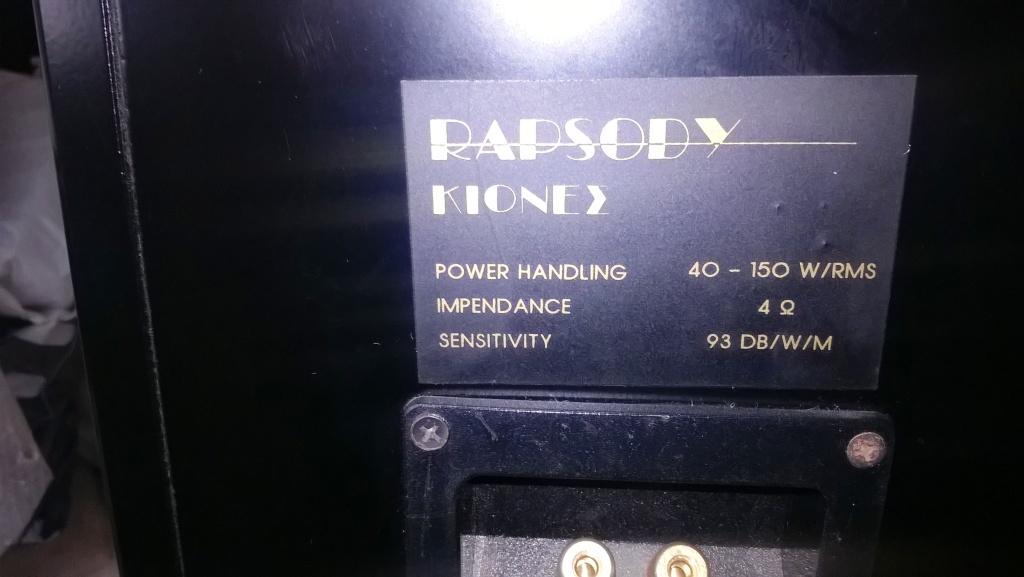 RAPSODY
KIONEΣ
POWER HANDLING 40 - 150 W/RMS
IMPENDANCE 4 Ω
SENSITIVITY 93 DB/W/M